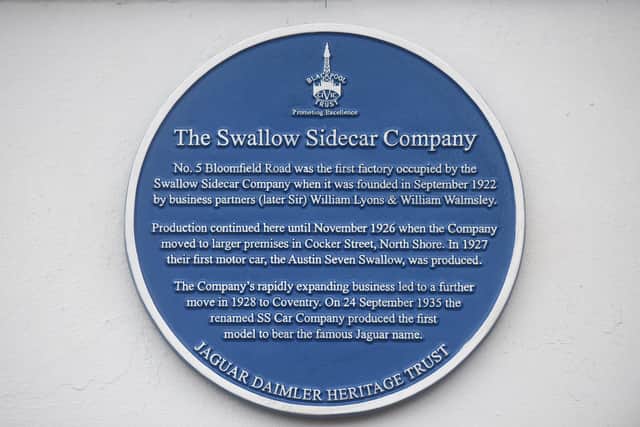 BLACKPOOL
CIVIC
TRUST
Promoting Excellence
The Swallow Sidecar Company
No. 5 Bloomfield Road was the first factory occupied by the
Swallow Sidecar Company when it was founded in September 1922
by business partners (later Sir) William Lyons & William Walmsley.
Production continued here until November 1926 when the Company
moved to larger premises in Cocker Street, North Shore. In 1927
their first motor car, the Austin Seven Swallow, was produced.
The Company's rapidly expanding business led to a further
move in 1928 to Coventry. On 24 September 1935 the
renamed SS Car Company produced the first
model to bear the famous Jaguar name.
JAGUAR DAIMLER HERITAGE TRUST